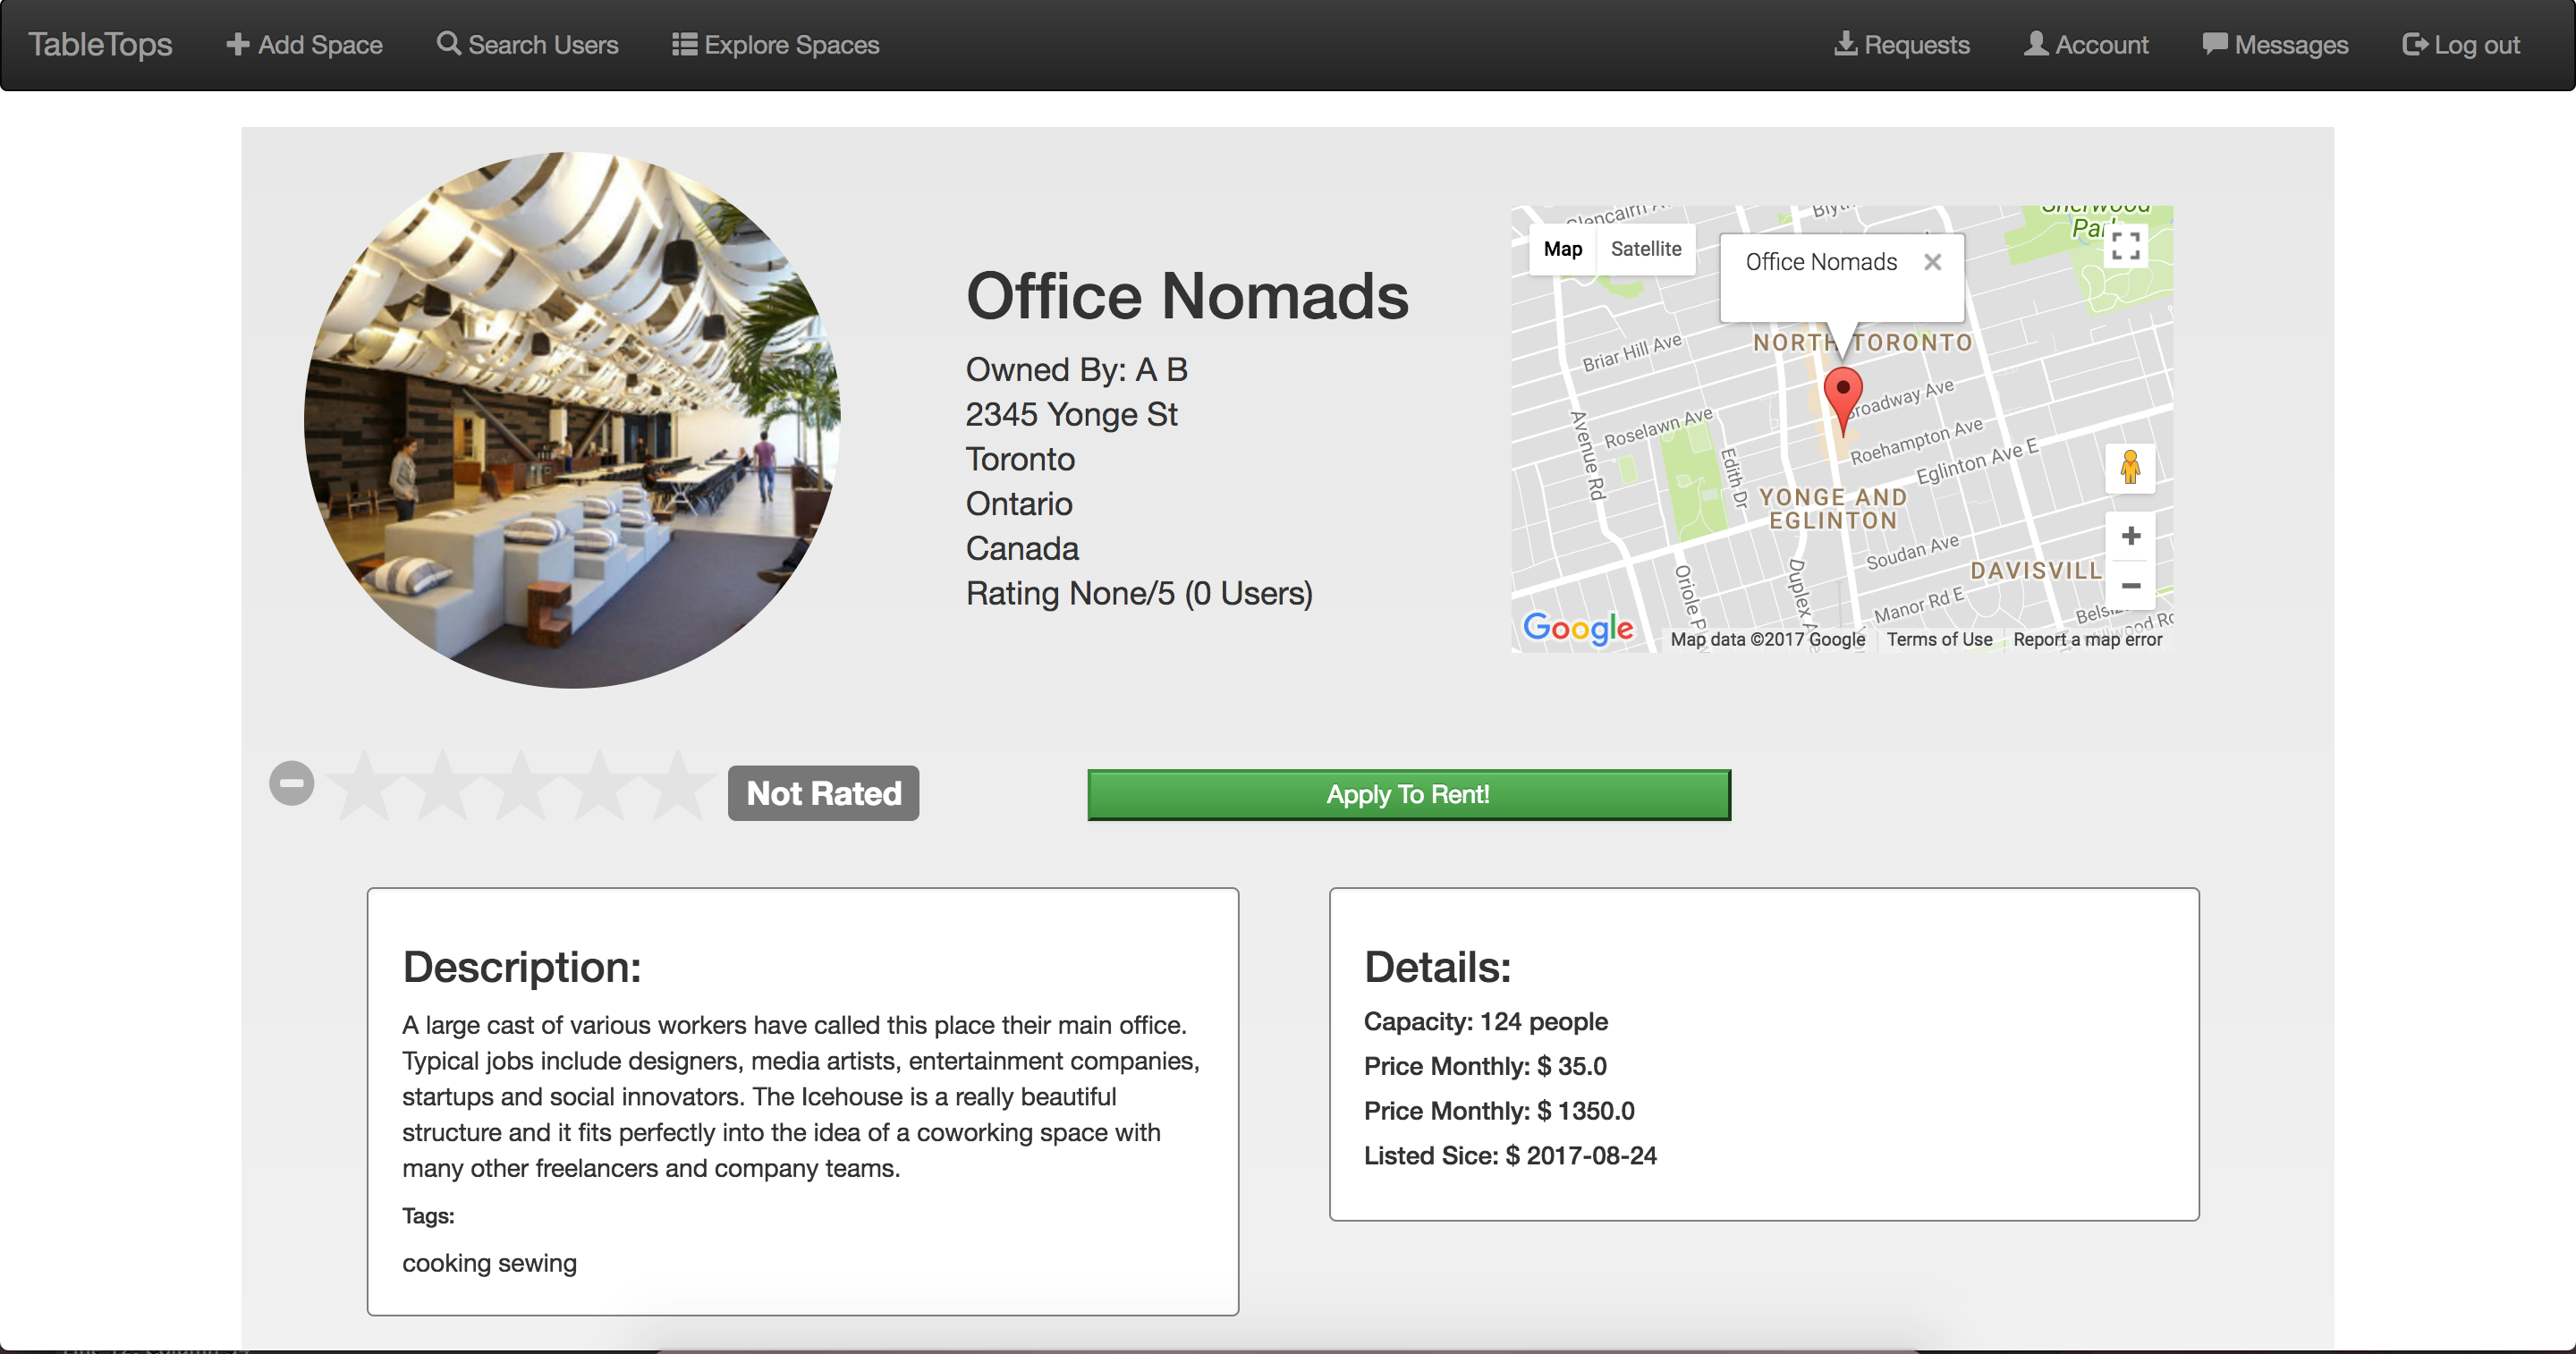 TableTops Add Space Search Users Explore Spaces Requests Account Messages Log out
Office Nomads
Owned By: A B
2345 Yonge St
Toronto
Ontario
Canada
Rating None/5 (0 Users)
Map Satellite
Office Nomads
Glencairn
Sherwood
NORTH TORONTO
Briar Hill Ave
Broadway Ave
Roselawn Ave
Avenue Rd
Roehampton Ave
Eglinton Ave E
Edith Dr
YONGE AND
EGLINTON
Soudan Ave
DAVISVILL
Oriole
Duplex
Manor Rd E
Google
Map data ©2017 Google Terms of Use Report a map error
Not Rated
Apply To Rent!
Description:
A large cast of various workers have called this place their main office.
Typical jobs include designers, media artists, entertainment companies,
startups and social innovators. The Icehouse is a really beautiful
structure and it fits perfectly into the idea of a coworking space with
many other freelancers and company teams.
Tags:
cooking sewing
Details:
Capacity: 124 people
Price Monthly: $ 35.0
Price Monthly: $ 1350.0
Listed Sice: $ 2017-08-24